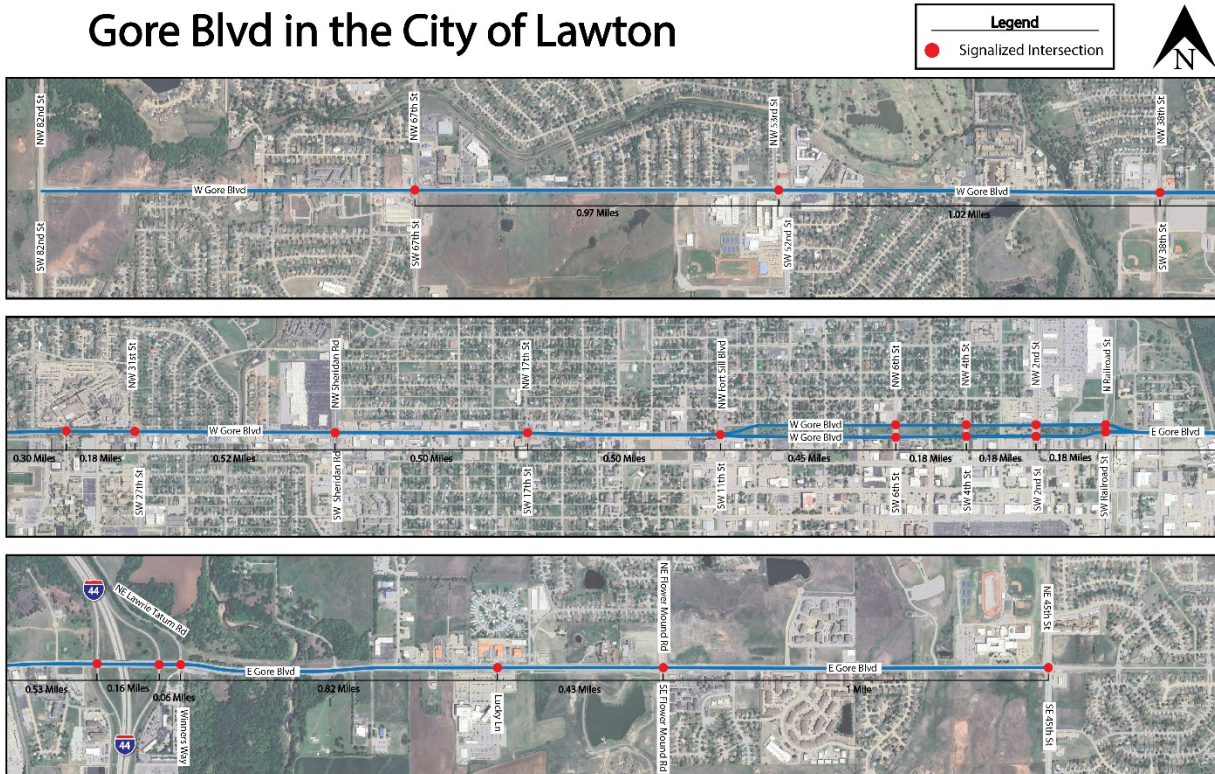 Gore Blvd in the City of Lawton
Legend
Signalized Intersection
N
NW 82nd St
NW 67th St
NW 53rd St
NW 38th St
W Gore Blvd
W Gore Blvd
0.97 Miles
1.02 Miles
SW 82nd St
SW 67th St
SW 52nd St
SW 38th St
NW 31st St
NW Sheridan Rd
NW 17th St
NW Fort Sill Blvd
NW 6th St
NW 4th St
NW 2nd St
N Railroad St
W Gore Blvd
W Gore Blvd
W Gore Blvd
E Gore Blvd
0.30 Miles
0.18 Miles
0.52 Miles
0.50 Miles
0.50 Miles
0.45 Miles
0.18 Miles
0.18 Miles
0.18 Miles
SW 27th St
SW Sheridan Rd
SW 17th St
SW 11th St
SW 6th St
SW 4th St
SW 2nd St
SW Railroad St
44
NE Lawrie Tatum Rd
NE Flower Mound Rd
NE 45th St
E Gore Blvd
E Gore Blvd
0.53 Miles
0.16 Miles
0.06 Miles
0.82 Miles
0.43 Miles
1 Mile
44
Winners Way
Lucky Ln
SE Flower Mound Rd
SE 45th St